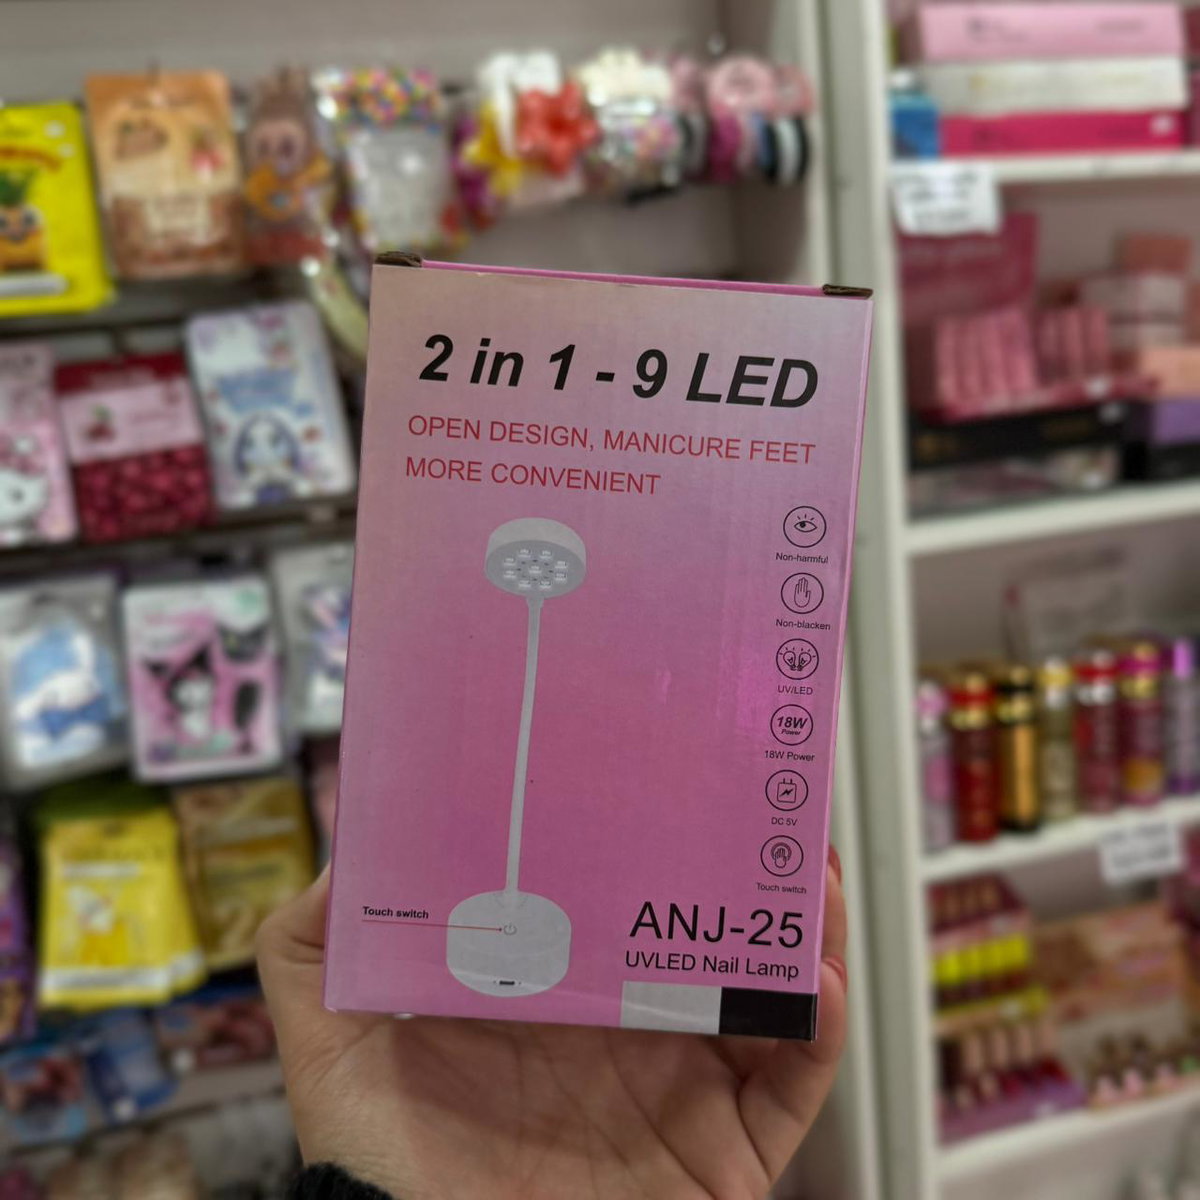 2 in 1 - 9 LED
OPEN DESIGN, MANICURE FEET
MORE CONVENIENT
Non-harmful
Non-blacken
UV/LED
18W
Power
18W Power
DC 5V
Touch switch
Touch switch
ANJ-25
UVLED Nail Lamp